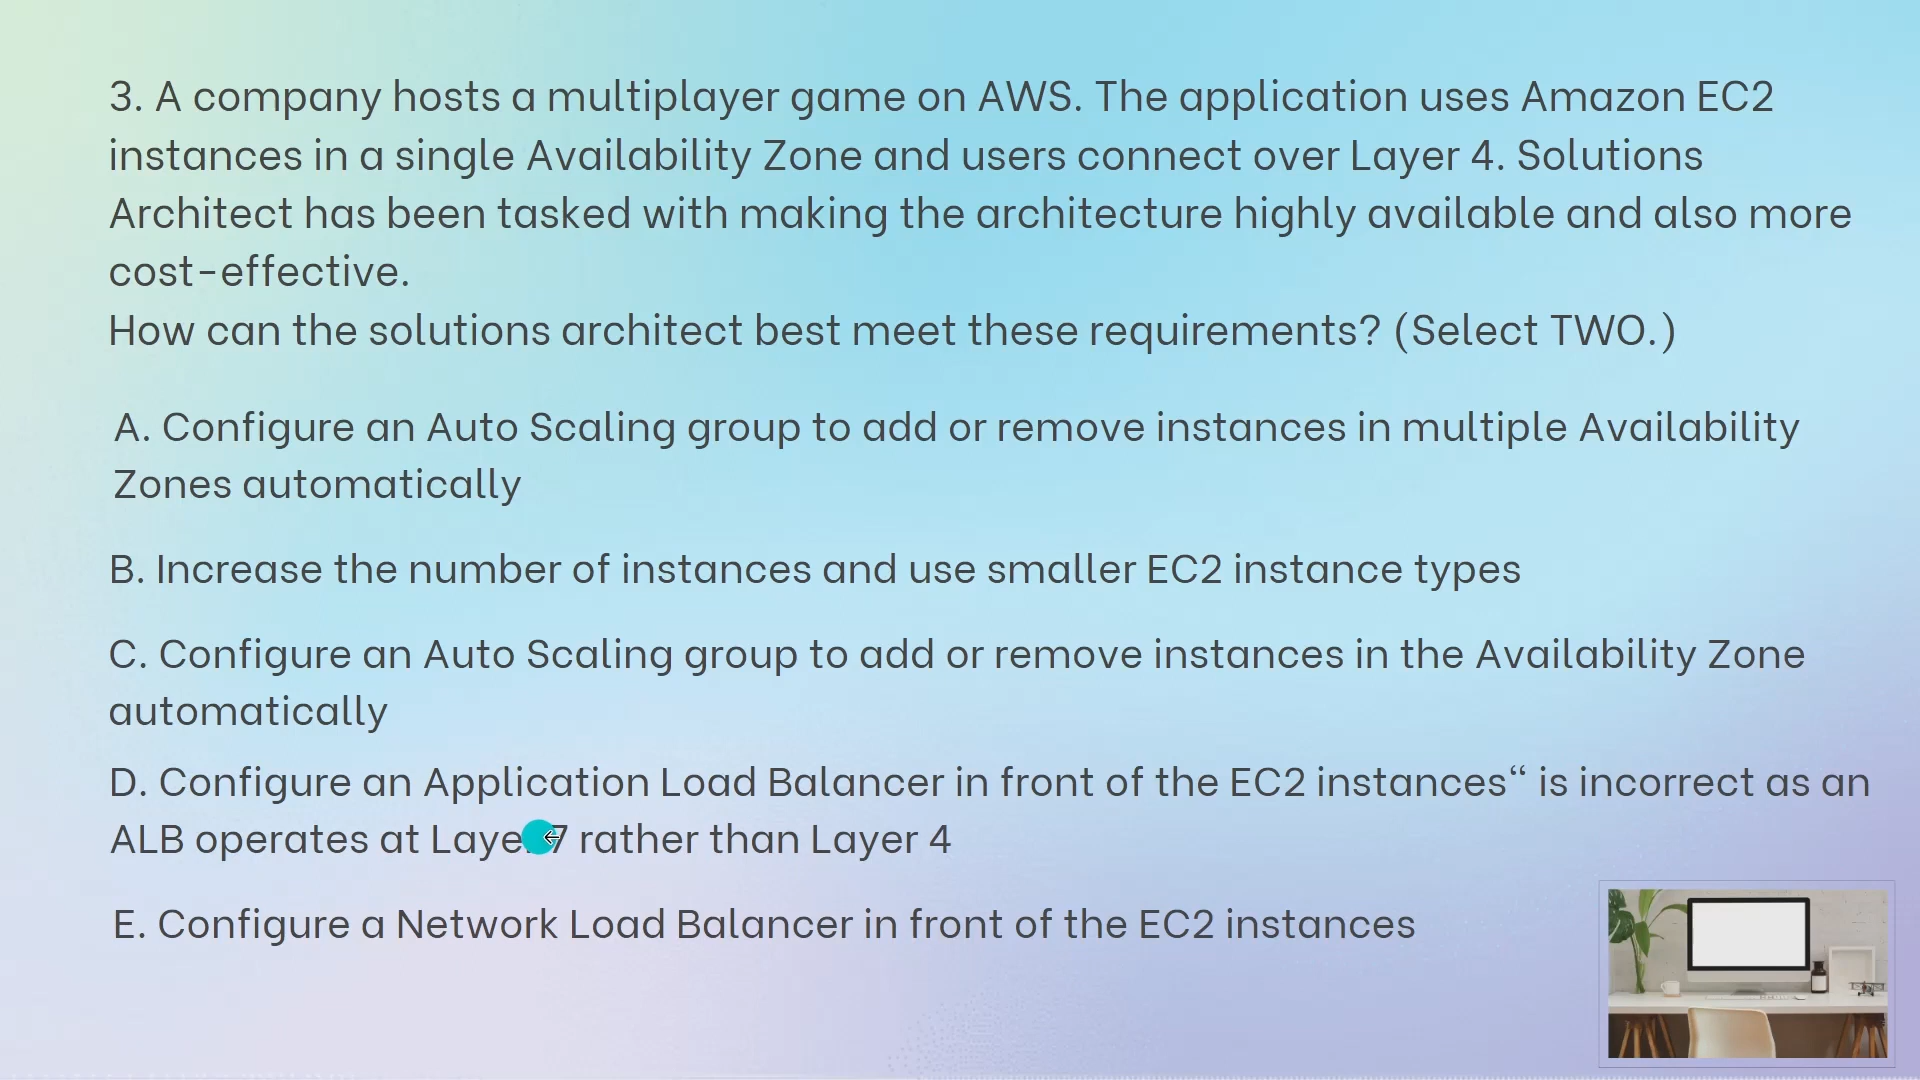 3. A company hosts a multiplayer game on AWS. The application uses Amazon EC2
instances in a single Availability Zone and users connect over Layer 4. Solutions
Architect has been tasked with making the architecture highly available and also more
cost-effective.
How can the solutions architect best meet these requirements? (Select TWO.)
A. Configure an Auto Scaling group to add or remove instances in multiple Availability
Zones automatically
B. Increase the number of instances and use smaller EC2 instance types
C. Configure an Auto Scaling group to add or remove instances in the Availability Zone
automatically
D. Configure an Application Load Balancer in front of the EC2 instances“ is incorrect as an
ALB operates at Layer 7 rather than Layer 4
E. Configure a Network Load Balancer in front of the EC2 instances